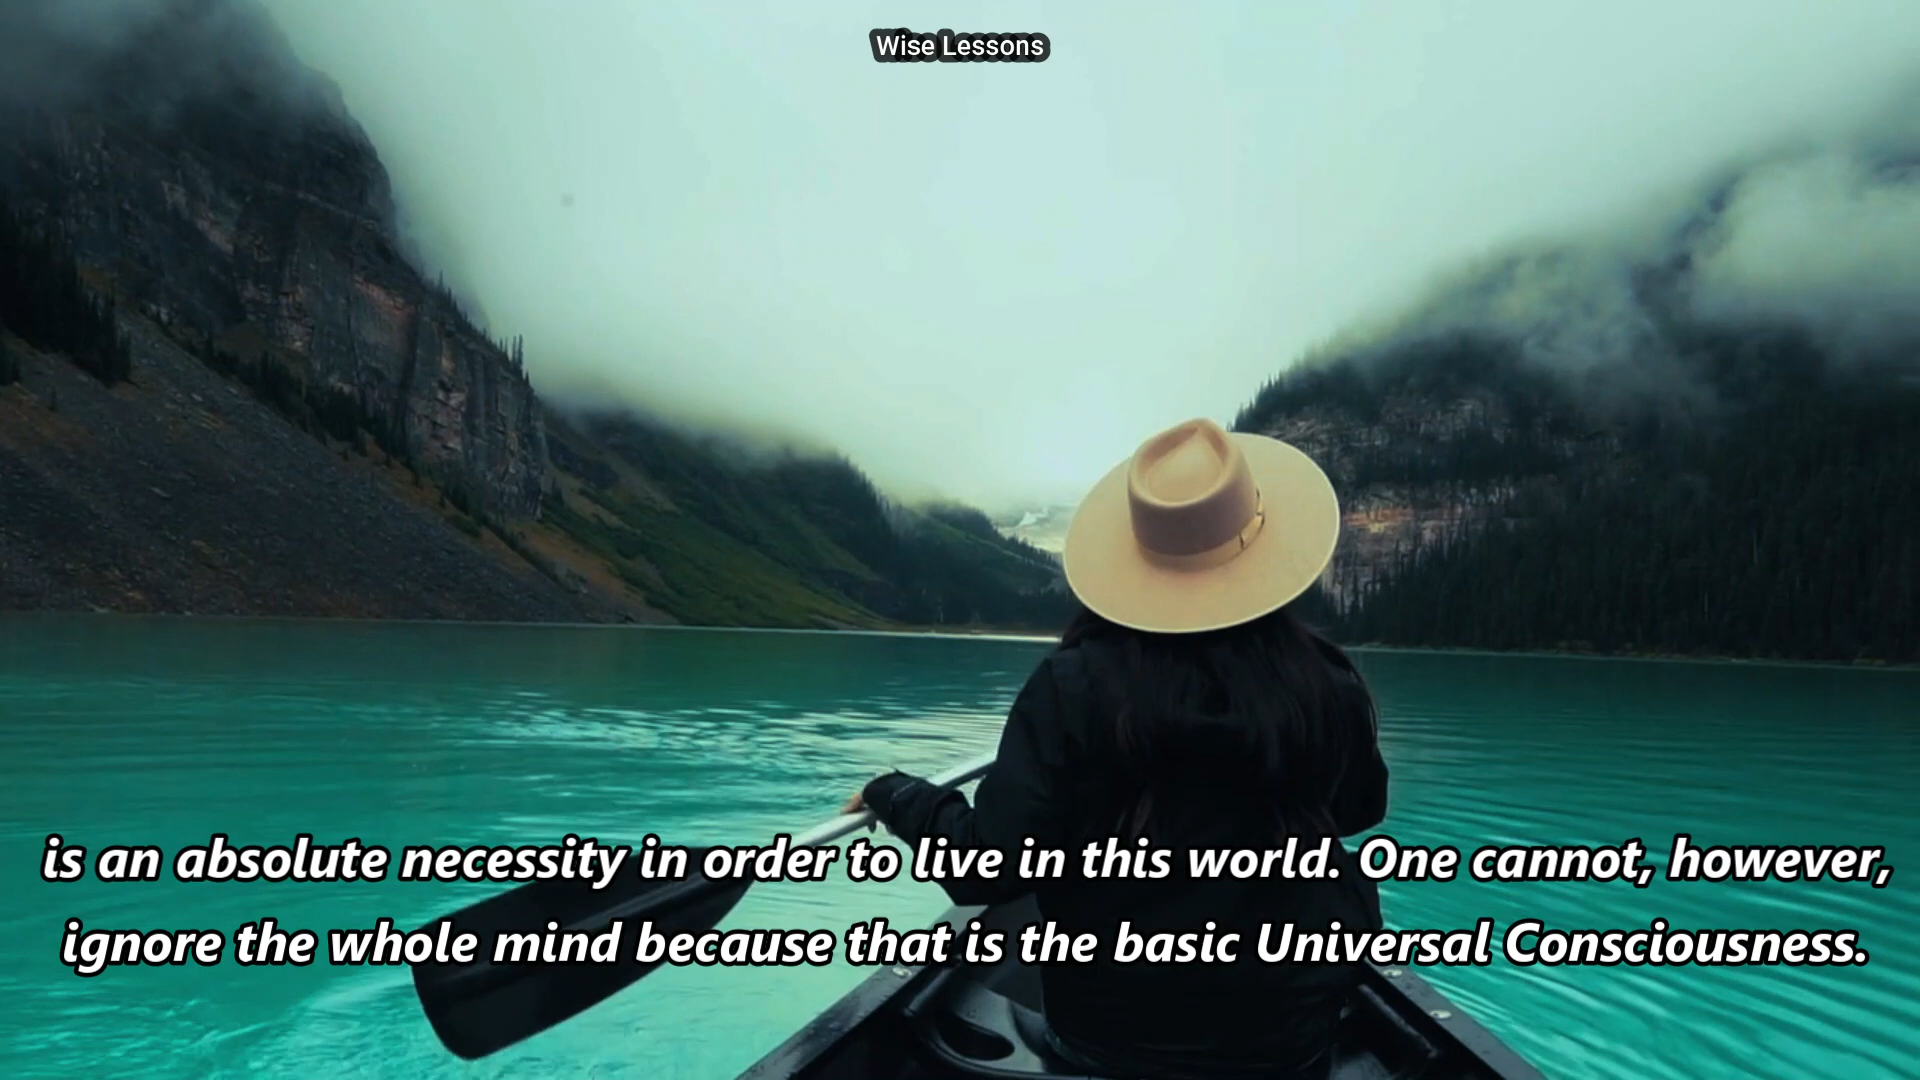 Wise Lessons
is an absolute necessity in order to live in this world. One cannot, however,
ignore the whole mind because that is the basic Universal Consciousness.